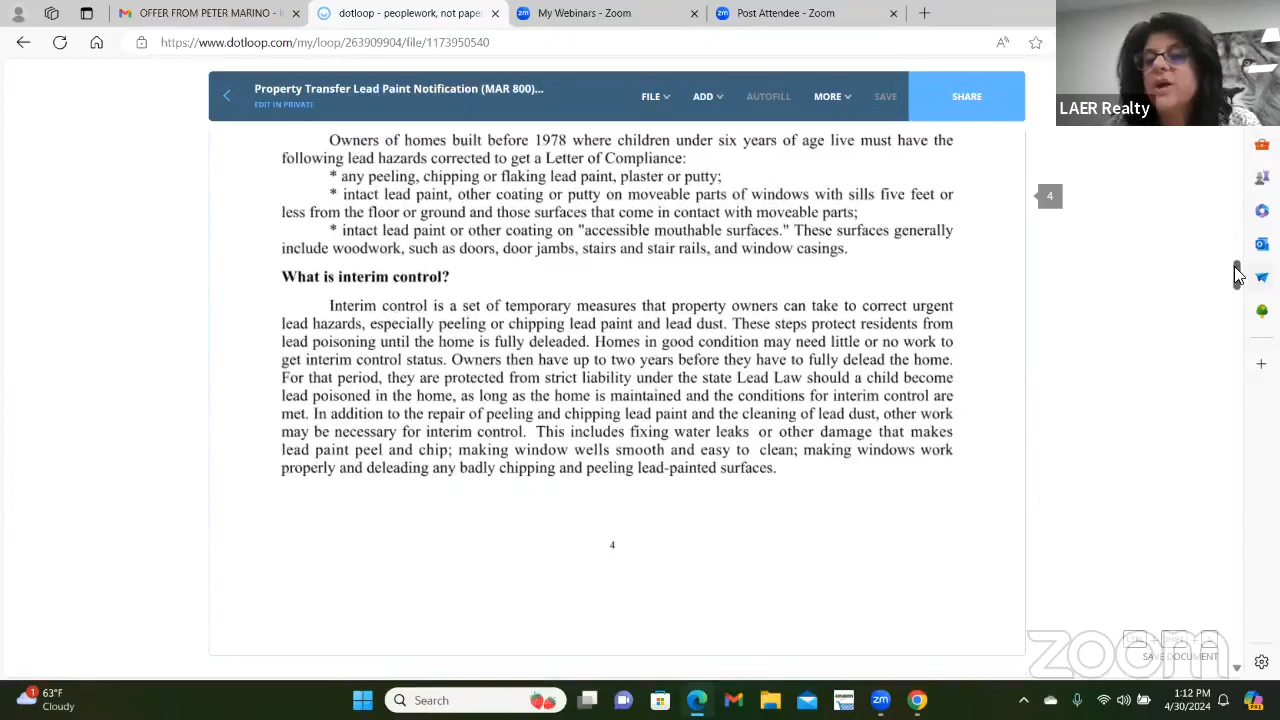 OFFER FROM PETER MARINO - I
dotloop - peoplework, not paper
My Webinars - Zoom
Post Attendee - Zoom
https://www.dotloop.com/my/loop/263909904/file/1173950540
LAER Realty
Property Transfer Lead Paint Notification (MAR 800)...
EDIT IN PRIVATE
FILE
ADD
AUTOFILL
MORE
SAVE
SHARE
Owners of homes built before 1978 where children under six years of age live must have the
following lead hazards corrected to get a Letter of Compliance:
* any peeling, chipping or flaking lead paint, plaster or putty;
* intact lead paint, other coating or putty on moveable parts of windows with sills five feet or
less from the floor or ground and those surfaces that come in contact with moveable parts;
* intact lead paint or other coating on "accessible mouthable surfaces." These surfaces generally
include woodwork, such as doors, door jambs, stairs and stair rails, and window casings.
4
What is interim control?
Interim control is a set of temporary measures that property owners can take to correct urgent
lead hazards, especially peeling or chipping lead paint and lead dust. These steps protect residents from
lead poisoning until the home is fully deleaded. Homes in good condition may need little or no work to
get interim control status. Owners then have up to two years before they have to fully delead the home.
For that period, they are protected from strict liability under the state Lead Law should a child become
lead poisoned in the home, as long as the home is maintained and the conditions for interim control are
met. In addition to the repair of peeling and chipping lead paint and the cleaning of lead dust, other work
may be necessary for interim control. This includes fixing water leaks or other damage that makes
lead paint peel and chip; making window wells smooth and easy to clean; making windows work
properly and deleading any badly chipping and peeling lead-painted surfaces.
4
zoom
SAVE DOCUMENT
1
63°F
Cloudy
Search
zm
1:12 PM
4/30/2024